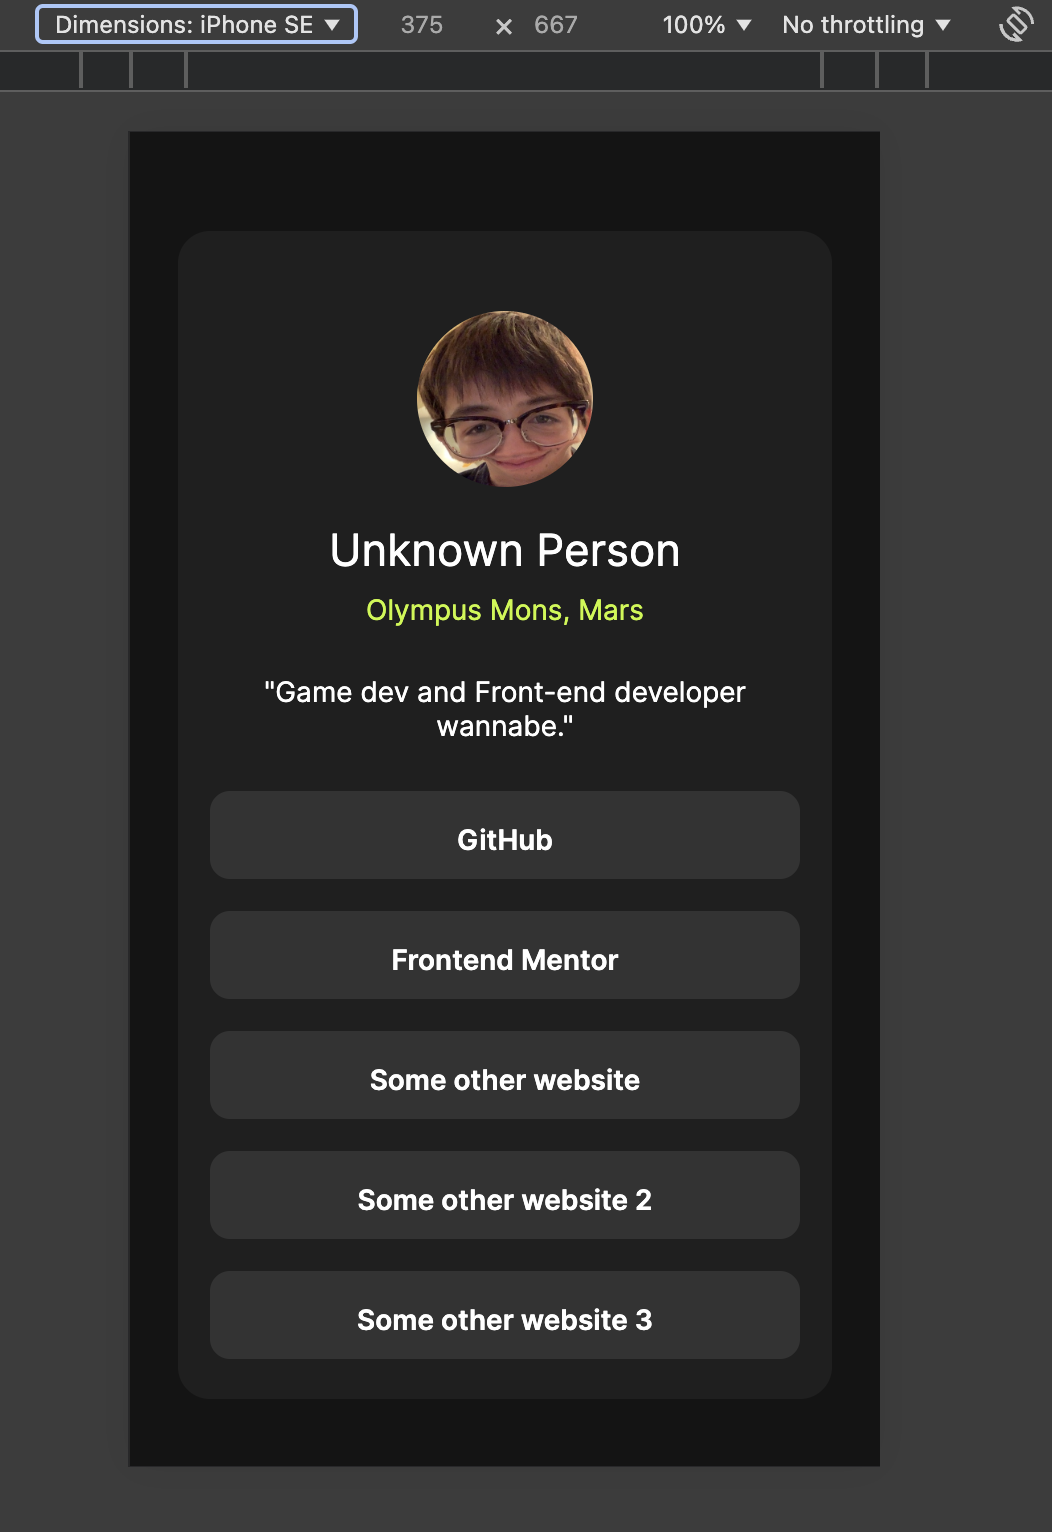 Dimensions: iPhone SE ▼ 375 × 667 100% ▼ No throttling ▼
Unknown Person
Olympus Mons, Mars
"Game dev and Front-end developer
wannabe."
GitHub
Frontend Mentor
Some other website
Some other website 2
Some other website 3